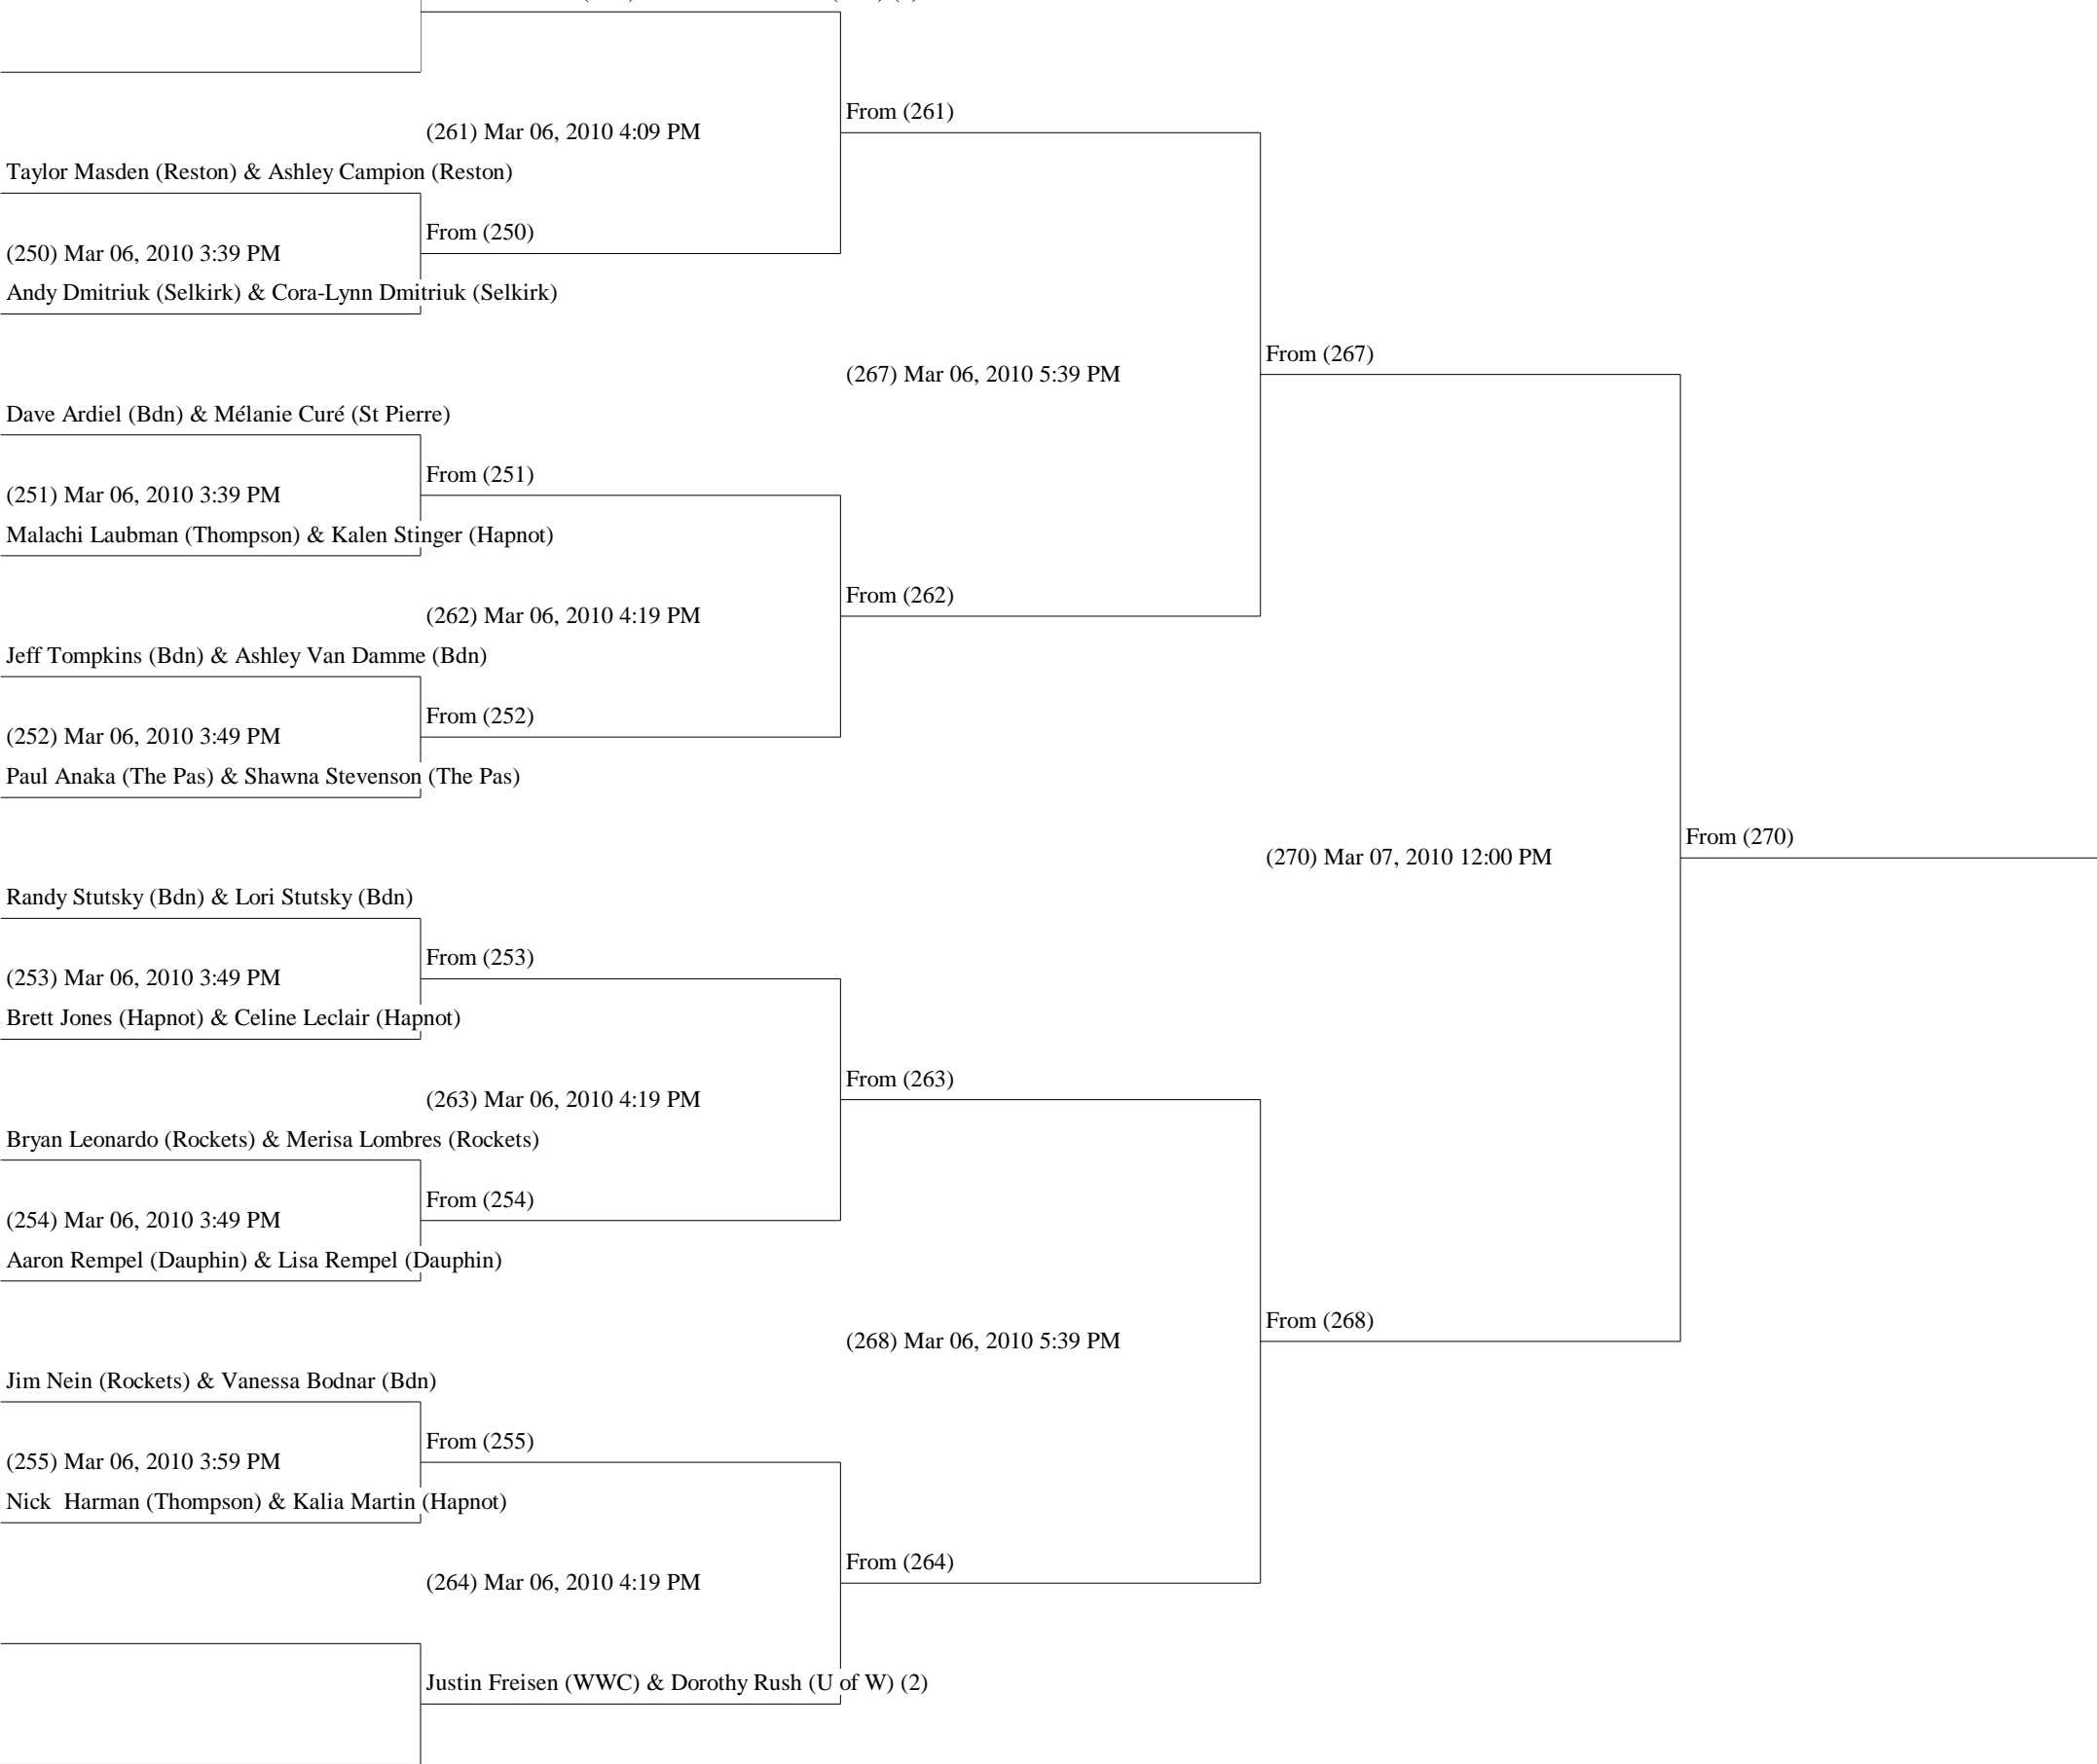 From (261)
(261) Mar 06, 2010 4:09 PM
Taylor Masden (Reston) & Ashley Campion (Reston)
From (250)
(250) Mar 06, 2010 3:39 PM
Andy Dmitriuk (Selkirk) & Cora-Lynn Dmitriuk (Selkirk)
From (267)
(267) Mar 06, 2010 5:39 PM
Dave Ardiel (Bdn) & Mélanie Curé (St Pierre)
From (251)
(251) Mar 06, 2010 3:39 PM
Malachi Laubman (Thompson) & Kalen Stinger (Hapnot)
From (262)
(262) Mar 06, 2010 4:19 PM
Jeff Tompkins (Bdn) & Ashley Van Damme (Bdn)
From (252)
(252) Mar 06, 2010 3:49 PM
Paul Anaka (The Pas) & Shawna Stevenson (The Pas)
From (270)
(270) Mar 07, 2010 12:00 PM
Randy Stutsky (Bdn) & Lori Stutsky (Bdn)
From (253)
(253) Mar 06, 2010 3:49 PM
Brett Jones (Hapnot) & Celine Leclair (Hapnot)
From (263)
(263) Mar 06, 2010 4:19 PM
Bryan Leonardo (Rockets) & Merisa Lombres (Rockets)
From (254)
(254) Mar 06, 2010 3:49 PM
Aaron Rempel (Dauphin) & Lisa Rempel (Dauphin)
From (268)
(268) Mar 06, 2010 5:39 PM
Jim Nein (Rockets) & Vanessa Bodnar (Bdn)
From (255)
(255) Mar 06, 2010 3:59 PM
Nick  Harman (Thompson) & Kalia Martin (Hapnot)
From (264)
(264) Mar 06, 2010 4:19 PM
Justin Freisen (WWC) & Dorothy Rush (U of W) (2)